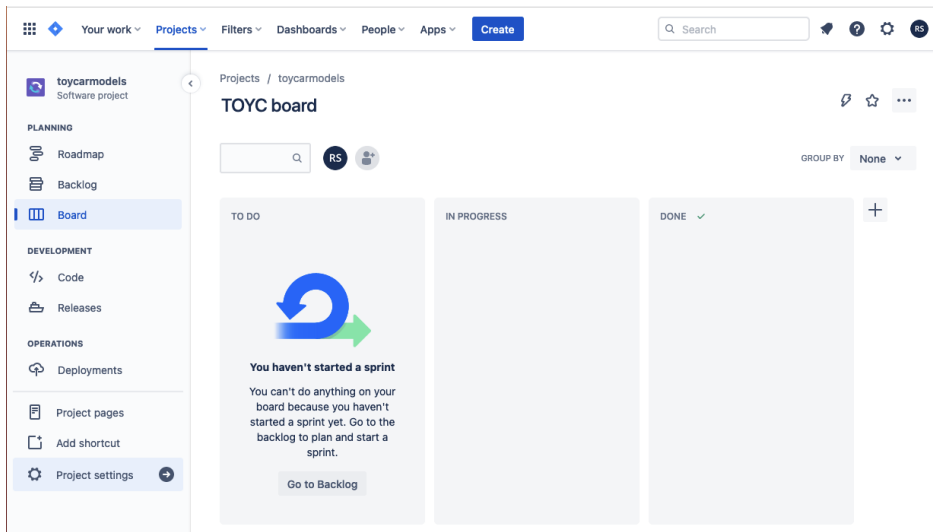 Your work
Projects
Filters
Dashboards
People
Apps
Create
Search
RS
toycarmodels
Software project
PLANNING
Roadmap
Backlog
Board
DEVELOPMENT
Code
Releases
OPERATIONS
Deployments
Project pages
Add shortcut
Project settings
Projects / toycarmodels
TOYC board
RS
GROUP BY None
TO DO
You haven't started a sprint
You can't do anything on your
board because you haven't
started a sprint yet. Go to the
backlog to plan and start a
sprint.
Go to Backlog
IN PROGRESS
DONE